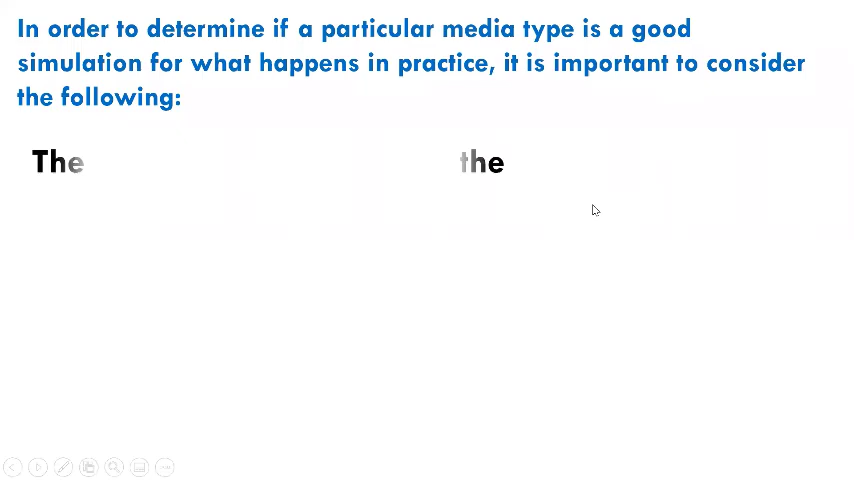 In order to determine if a particular media type is a good
simulation for what happens in practice, it is important to consider
the following:
The the